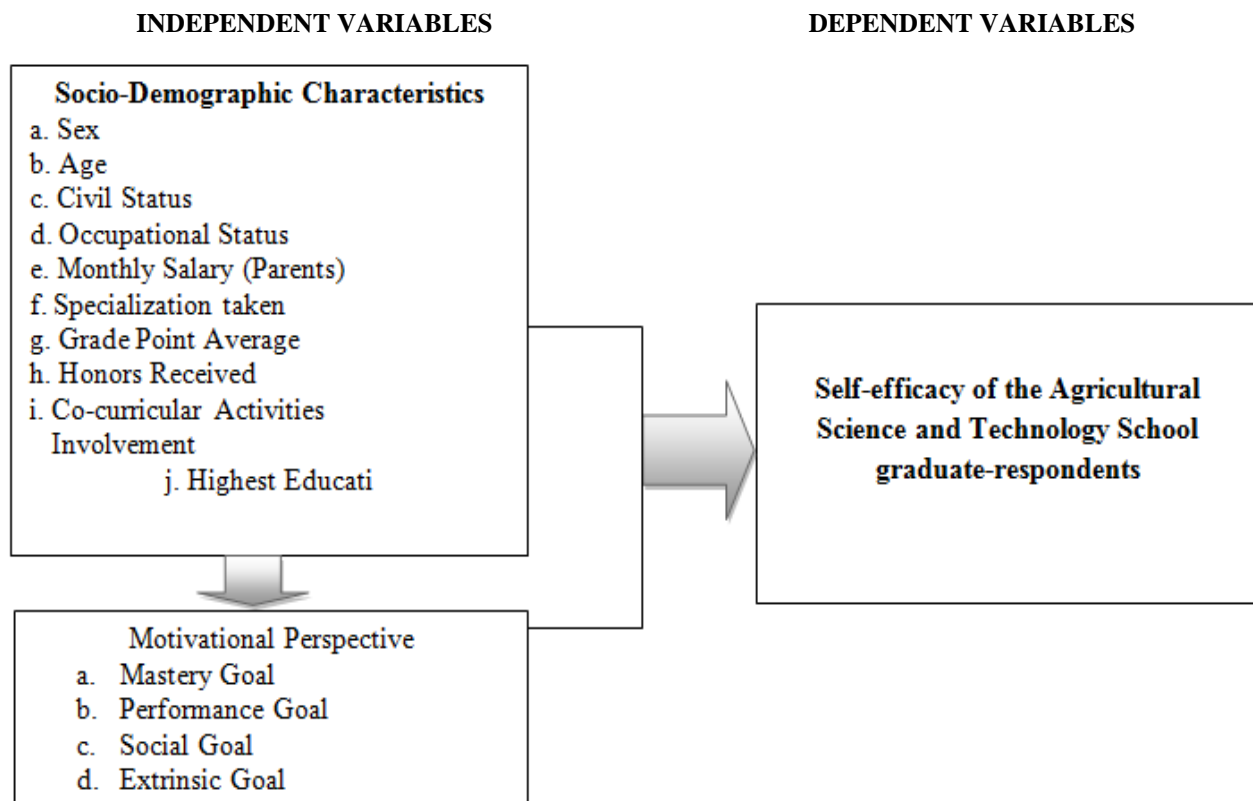 INDEPENDENT VARIABLES
DEPENDENT VARIABLES
Socio-Demographic Characteristics
a. Sex
b. Age
c. Civil Status
d. Occupational Status
e. Monthly Salary (Parents)
f. Specialization taken
g. Grade Point Average
h. Honors Received
i. Co-curricular Activities
Involvement
j. Highest Educati
Motivational Perspective
a. Mastery Goal
b. Performance Goal
c. Social Goal
d. Extrinsic Goal
Self-efficacy of the Agricultural
Science and Technology School
graduate-respondents